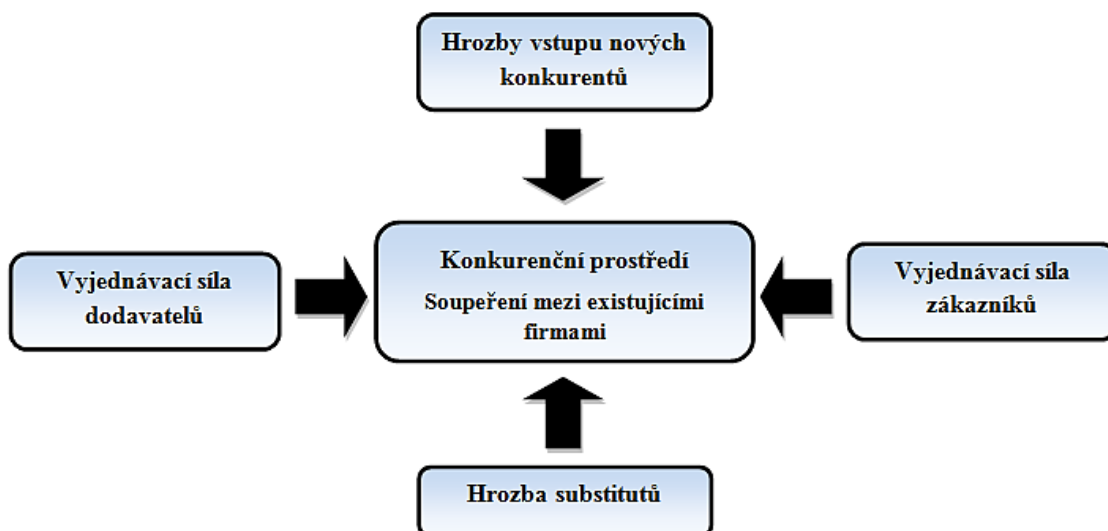 Hrozby vstupu nových
konkurentů
Vyjednávací síla
dodavatelů
Konkurenční prostředí
Soupeření mezi existujícími
firmami
Vyjednávací síla
zákazníků
Hrozba substitutů